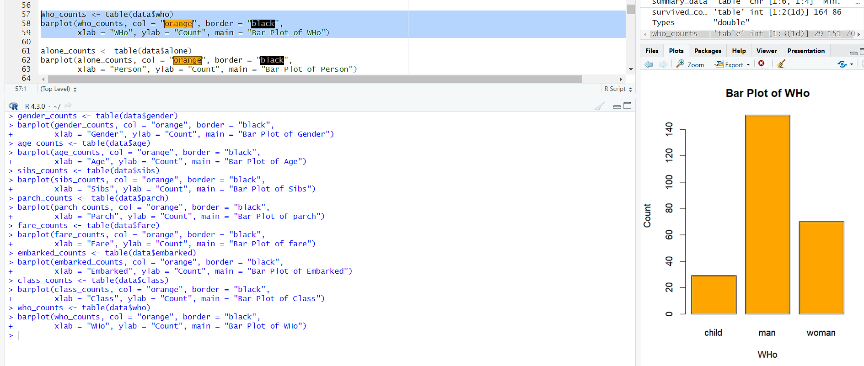 56
57 who_counts <- table(data$who)
58 barplot(who_counts, col = "orange", border = "black",
59 xlab = "WHo", ylab = "Count", main = "Bar Plot of WHo")
60
61 alone_counts < table(data$alone)
62 barplot(alone_counts, col = "orange", border = "black",
63 xlab = "Person", ylab = "Count", main = "Bar Plot of Person")
64
57:1 (Top Level) R Script
R 4.3.0 · ~/
> gender_counts <- table(data$gender)
> barplot(gender_counts, col = "orange", border = "black",
+ xlab = "Gender", ylab = "Count", main = "Bar Plot of Gender")
> age_counts <- table(data$age)
> barplot(age_counts, col = "orange", border = "black",
+ xlab = "Age", ylab = "Count", main = "Bar Plot of Age")
> sibs_counts <- table(data$sibs)
> barplot(sibs_counts, col = "orange", border = "black",
+ xlab = "Sibs", ylab = "Count", main = "Bar Plot of Sibs")
> parch_counts <- table(data$parch)
> barplot(parch_counts, col = "orange", border = "black",
+ xlab = "Parch", ylab = "Count", main = "Bar Plot of parch")
> fare_counts <- table(data$fare)
> barplot(fare_counts, col = "orange", border = "black",
+ xlab = "Fare", ylab = "Count", main = "Bar Plot of fare")
> embarked_counts <- table(data$embarked)
> barplot(embarked_counts, col = "orange", border = "black",
+ xlab = "Embarked", ylab = "Count", main = "Bar Plot of Embarked")
> class_counts <- table(data$class)
> barplot(class_counts, col = "orange", border = "black",
+ xlab = "Class", ylab = "Count", main = "Bar Plot of Class")
> who_counts <- table(data$who)
> barplot(who_counts, col = "orange", border = "black",
+ xlab = "WHo", ylab = "Count", main = "Bar Plot of WHo")
>
summary_data 'table' chr [1:6, 1:4] "Min.
survived_co… 'table' int [1:2(1d)] 164 86
Types "double"
who_counts 'table' int [1:3(1d)] 29 151 70
Files Plots Packages Help Viewer Presentation
Zoom Export
Bar Plot of WHo
Count
140
120
100
80
60
40
20
0
child man woman
WHo